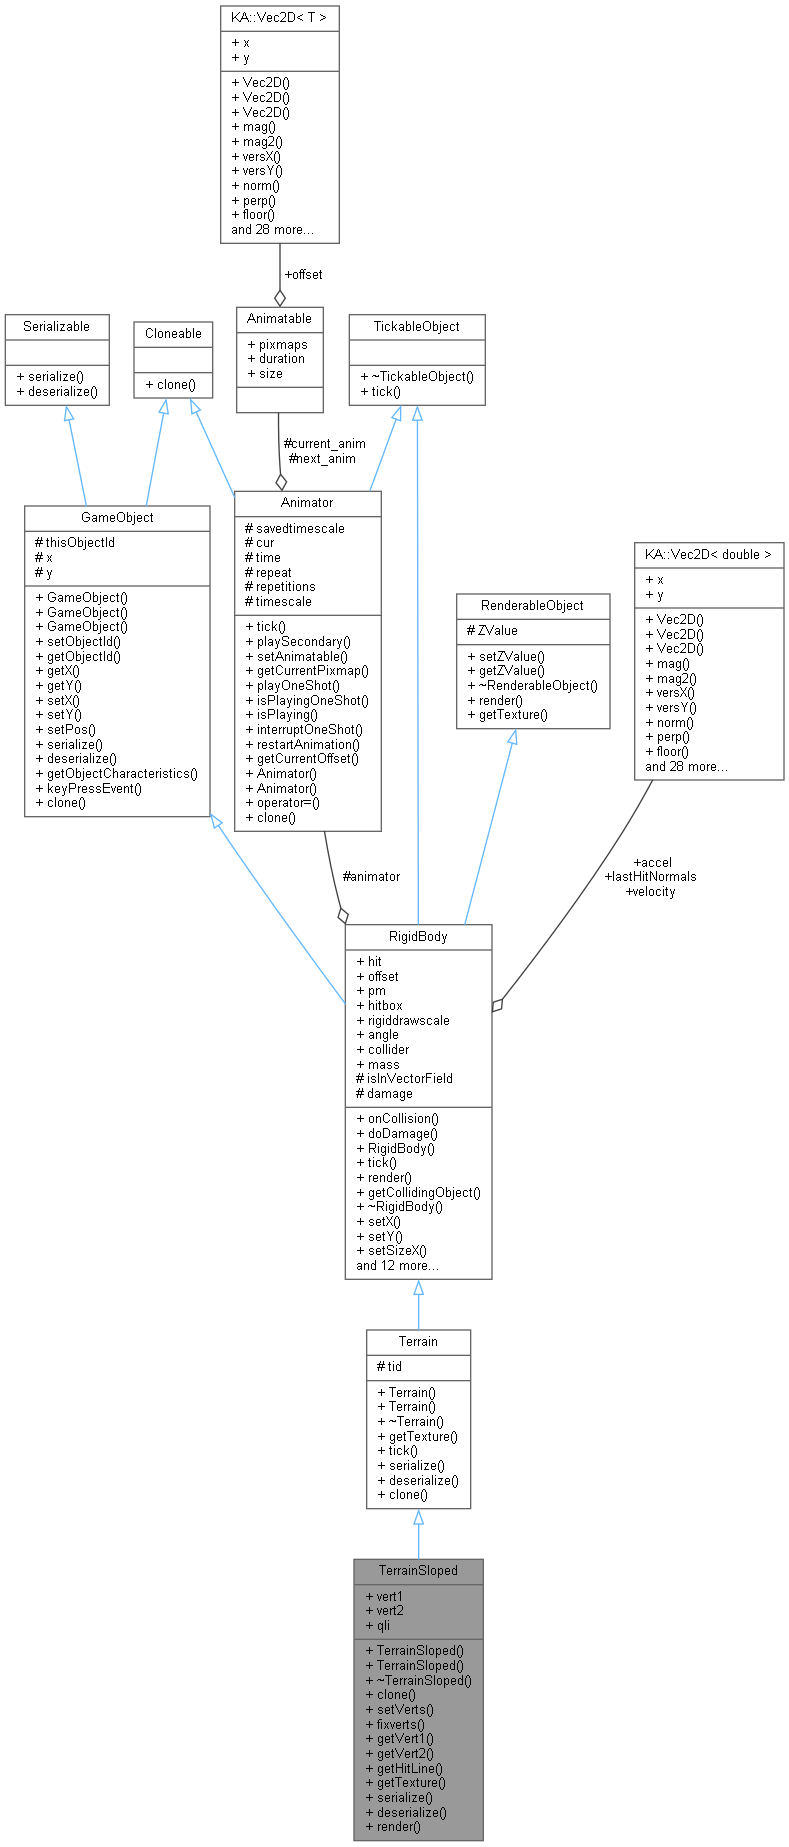 KA::Vec2D< T >
+ x
+ y
+ Vec2D()
+ Vec2D()
+ Vec2D()
+ mag()
+ mag2()
+ versX()
+ versY()
+ norm()
+ perp()
+ floor()
and 28 more...
+offset
Serializable
+ serialize()
+ deserialize()
Cloneable
+ clone()
Animatable
+ pixmaps
+ duration
+ size
TickableObject
+ ~TickableObject()
+ tick()
#current_anim
#next_anim
GameObject
# thisObjectId
# x
# y
+ GameObject()
+ GameObject()
+ GameObject()
+ setObjectId()
+ getObjectId()
+ getX()
+ getY()
+ setX()
+ setY()
+ setPos()
+ serialize()
+ deserialize()
+ getObjectCharacteristics()
+ keyPressEvent()
+ clone()
Animator
# savedtimescale
# cur
# time
# repeat
# repetitions
# timescale
+ tick()
+ playSecondary()
+ setAnimatable()
+ getCurrentPixmap()
+ playOneShot()
+ isPlayingOneShot()
+ isPlaying()
+ interruptOneShot()
+ restartAnimation()
+ getCurrentOffset()
+ Animator()
+ Animator()
+ operator=()
+ clone()
RenderableObject
# ZValue
+ setZValue()
+ getZValue()
+ ~RenderableObject()
+ render()
+ getTexture()
KA::Vec2D< double >
+ x
+ y
+ Vec2D()
+ Vec2D()
+ Vec2D()
+ mag()
+ mag2()
+ versX()
+ versY()
+ norm()
+ perp()
+ floor()
and 28 more...
#animator
+accel
+lastHitNormals
+velocity
RigidBody
+ hit
+ offset
+ pm
+ hitbox
+ rigiddrawscale
+ angle
+ collider
+ mass
# isInVectorField
# damage
+ onCollision()
+ doDamage()
+ RigidBody()
+ tick()
+ render()
+ getCollidingObject()
+ ~RigidBody()
+ setX()
+ setY()
+ setSizeX()
and 12 more...
Terrain
# tid
+ Terrain()
+ Terrain()
+ ~Terrain()
+ getTexture()
+ tick()
+ serialize()
+ deserialize()
+ clone()
TerrainSloped
+ vert1
+ vert2
+ qli
+ TerrainSloped()
+ TerrainSloped()
+ ~TerrainSloped()
+ clone()
+ setVerts()
+ fixverts()
+ getVert1()
+ getVert2()
+ getHitLine()
+ getTexture()
+ serialize()
+ deserialize()
+ render()